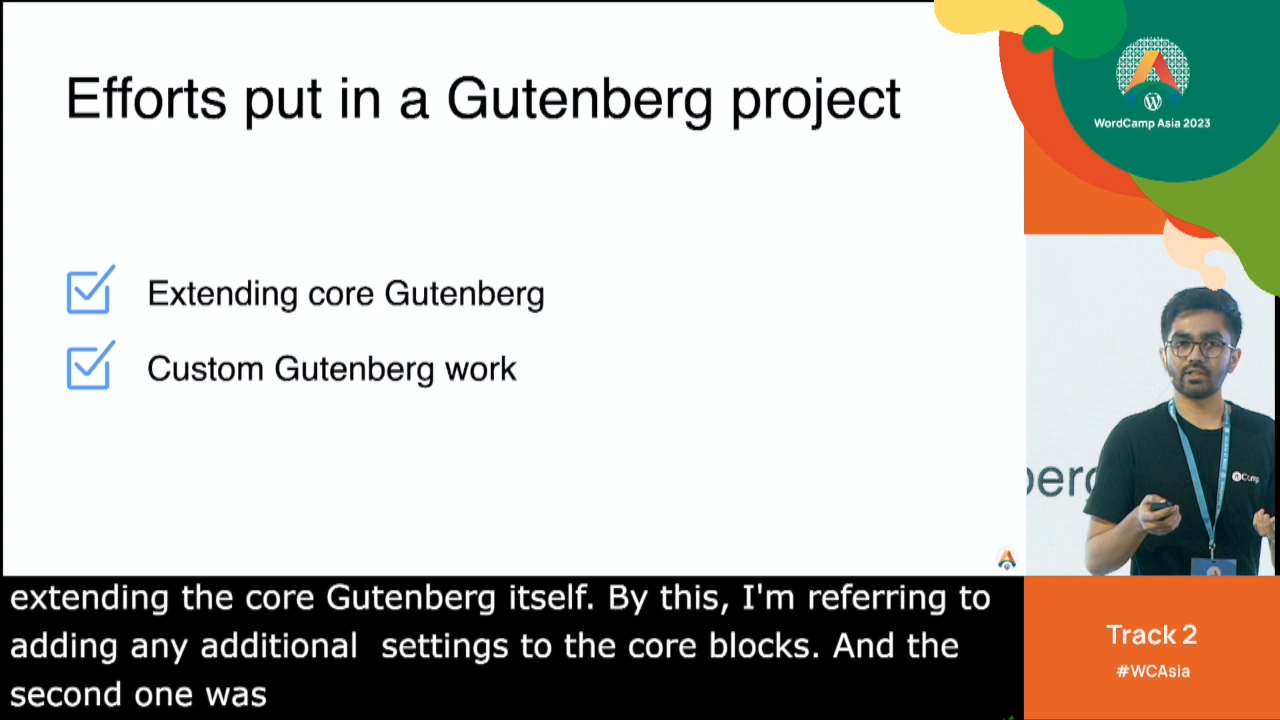 Efforts put in a Gutenberg project
Extending core Gutenberg
Custom Gutenberg work
WordCamp Asia 2023
extending the core Gutenberg itself. By this, I'm referring to
adding any additional settings to the core blocks. And the
second one was
Track 2
#WCAsia